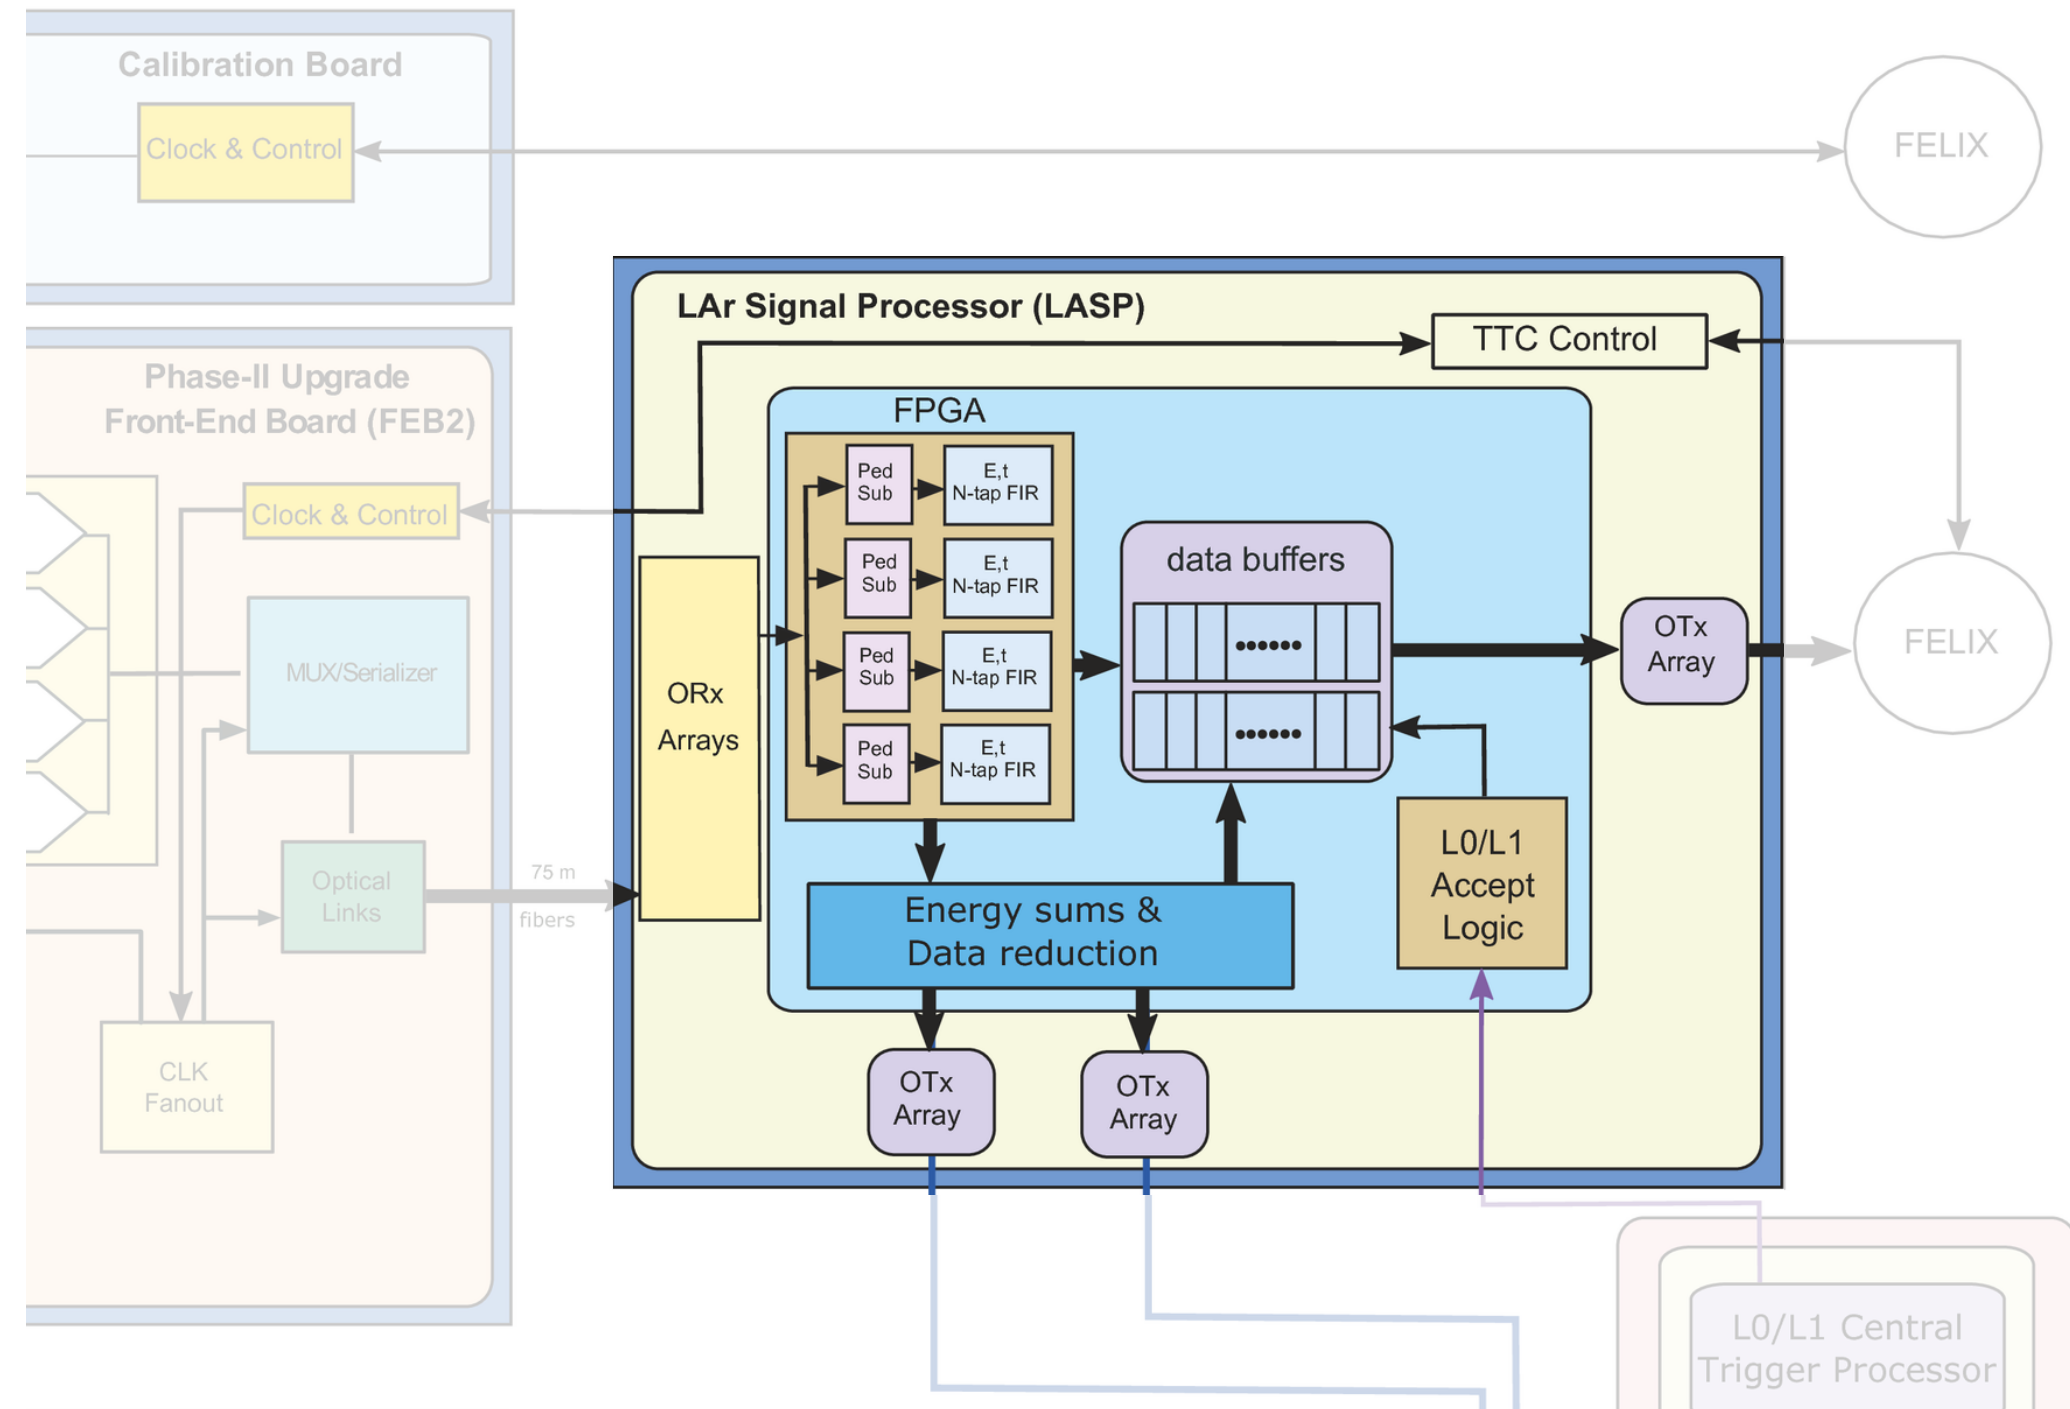 Calibration Board
Clock & Control
FELIX
LAr Signal Processor (LASP)
TTC Control
Phase-II Upgrade
Front-End Board (FEB2)
Clock & Control
MUX/Serializer
Optical
Links
75 m
fibers
CLK
Fanout
FPGA
Ped
Sub
E,t
N-tap FIR
Ped
Sub
E,t
N-tap FIR
Ped
Sub
E,t
N-tap FIR
Ped
Sub
E,t
N-tap FIR
ORx
Arrays
data buffers
OTx
Array
FELIX
L0/L1
Accept
Logic
Energy sums &
Data reduction
OTx
Array
OTx
Array
L0/L1 Central
Trigger Processor